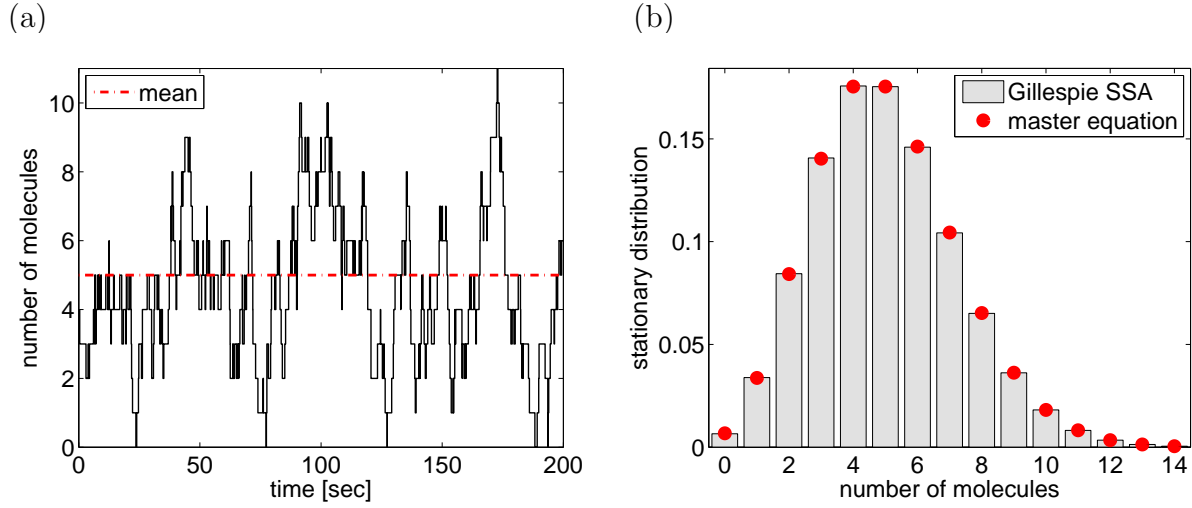 (a)
mean
number of molecules
10
8
6
4
2
0
0 50 100 150 200
time [sec]
(b)
Gillespie SSA
master equation
stationary distribution
0.15
0.1
0.05
0
0 2 4 6 8 10 12 14
number of molecules